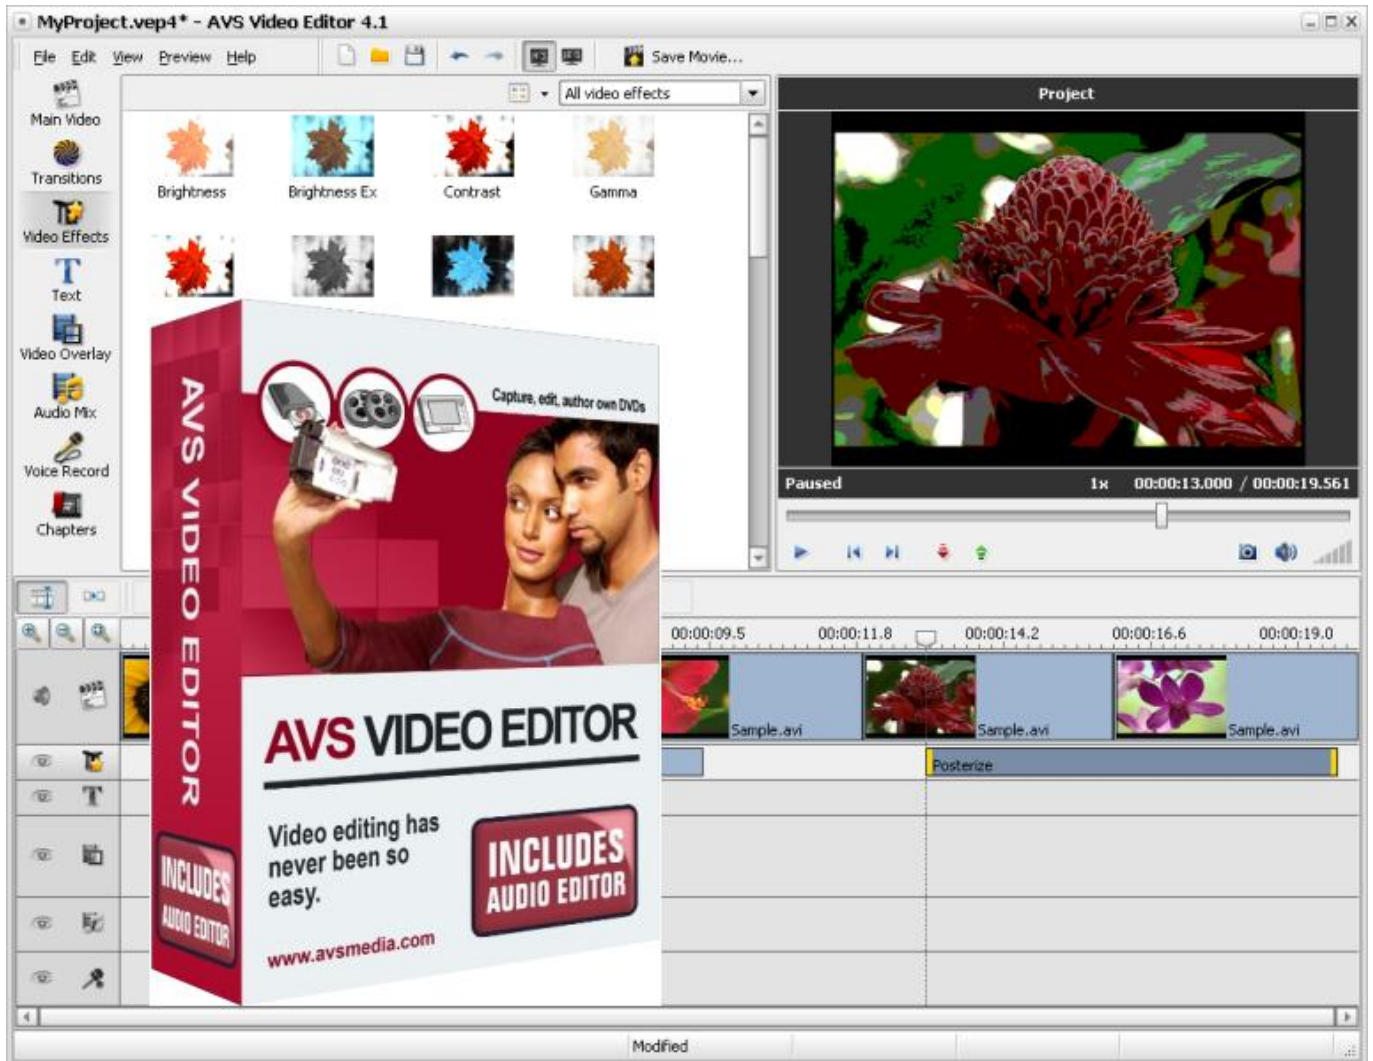 MyProject.vep4* - AVS Video Editor 4.1
File Edit View Preview Help
Save Movie...
Main Video
Transitions
Video Effects
Text
Video Overlay
Audio Mix
Voice Record
Chapters
All video effects
Brightness Brightness Ex Contrast Gamma
Project
Paused 1x 00:00:13.000 / 00:00:19.561
AVS VIDEO EDITOR
INCLUDES
AUDIO EDITOR
Capture, edit, author own DVDs
AVS VIDEO EDITOR
Video editing has
never been so
easy.
INCLUDES
AUDIO EDITOR
www.avsmedia.com
00:00:09.5 00:00:11.8 00:00:14.2 00:00:16.6 00:00:19.0
Sample.avi Sample.avi Sample.avi
Posterize
T
Modified